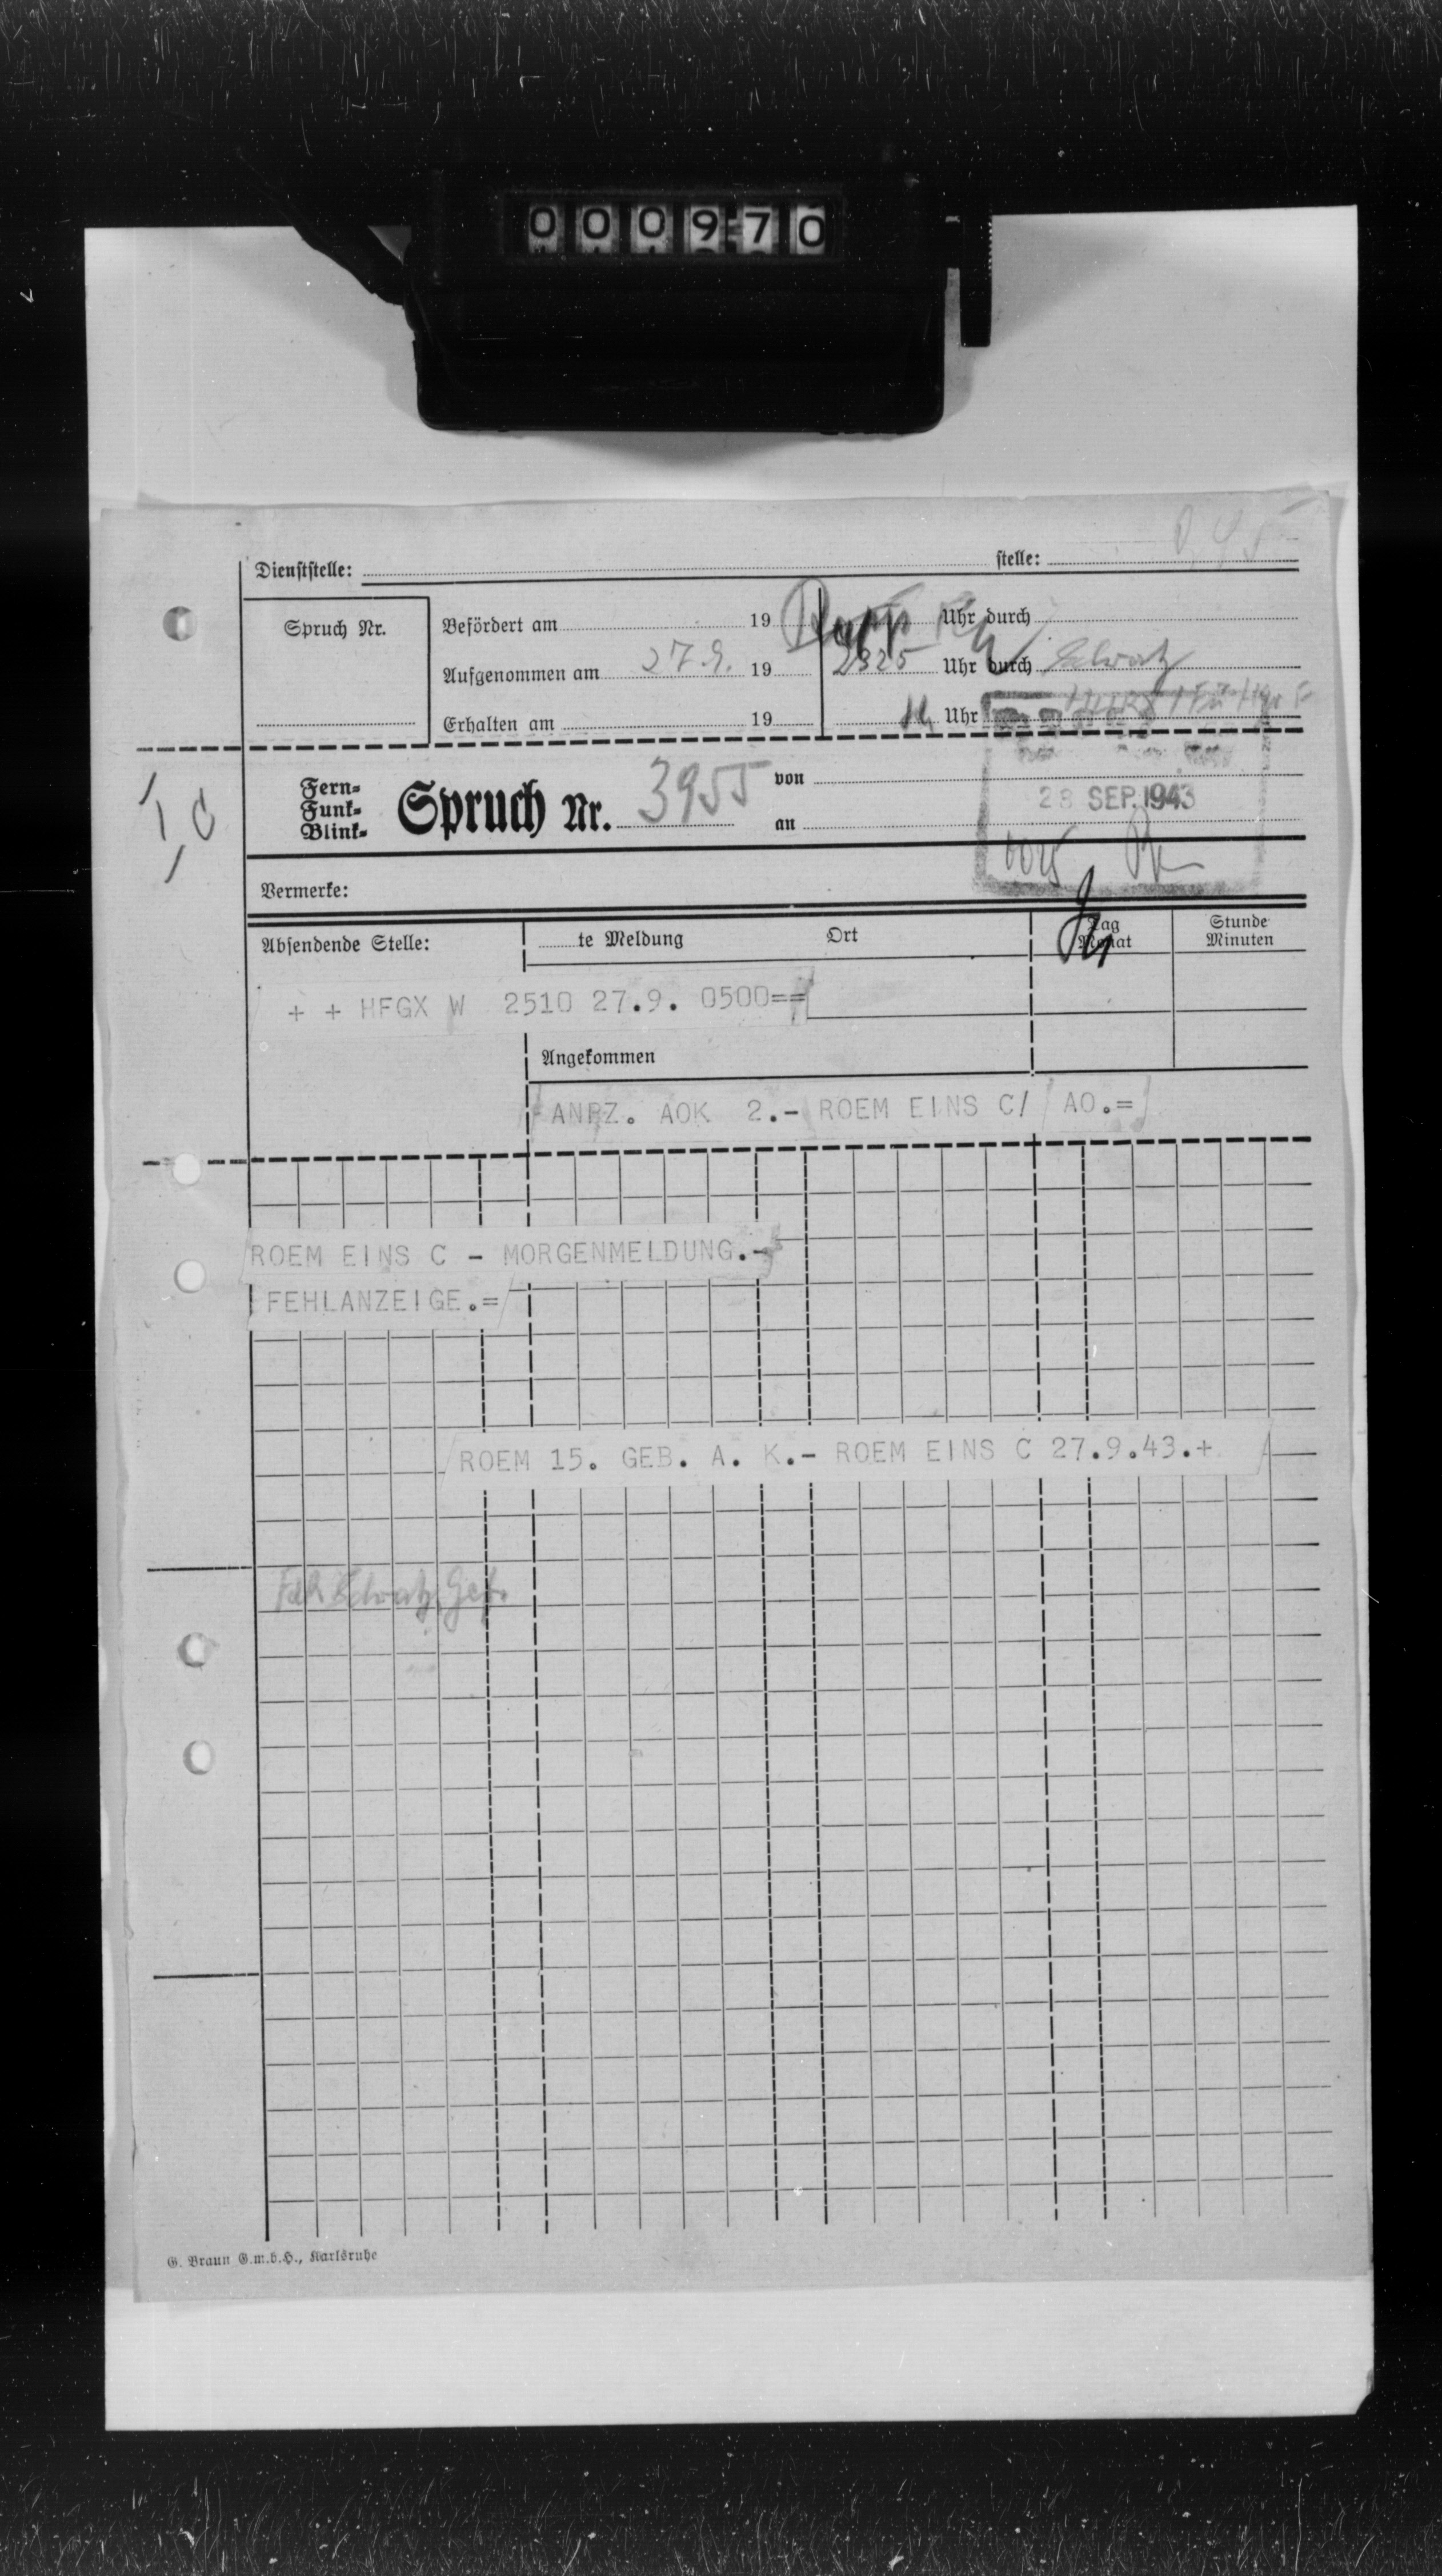 000970
Dienststelle: stelle:
Spruch Nr.
Befördert am 19 Uhr durch
Aufgenommen am 27.9. 19 2325 Uhr durch
Erhalten am 19 Uhr
Fern-
Funk-
Blink-
Spruch Nr. 3955 von
an
28 SEP. 1943
Vermerke:
Absendende Stelle: te Meldung Ort Tag
Monat Stunde
Minuten
+ + HFGX W 2510 27.9. 0500==
Angekommen
ANPZ. AOK 2.- ROEM EINS C/ AO.=
ROEM EINS C - MORGENMELDUNG.-
FEHLANZEIGE.=
ROEM 15. GEB. A. K.- ROEM EINS C 27.9.43.+
G. Braun G.m.b.H., Karlsruhe